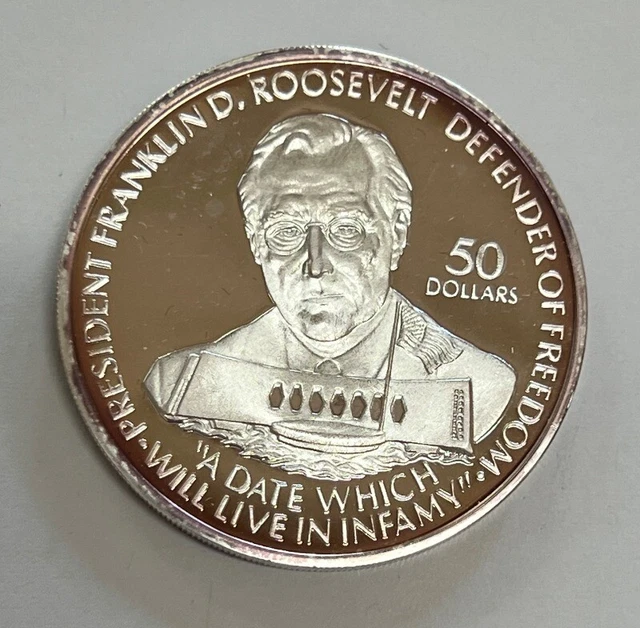 PRESIDENT FRANKLIN D. ROOSEVELT DEFENDER OF FREEDOM
50
DOLLARS
"A DATE WHICH
WILL LIVE IN INFAMY"